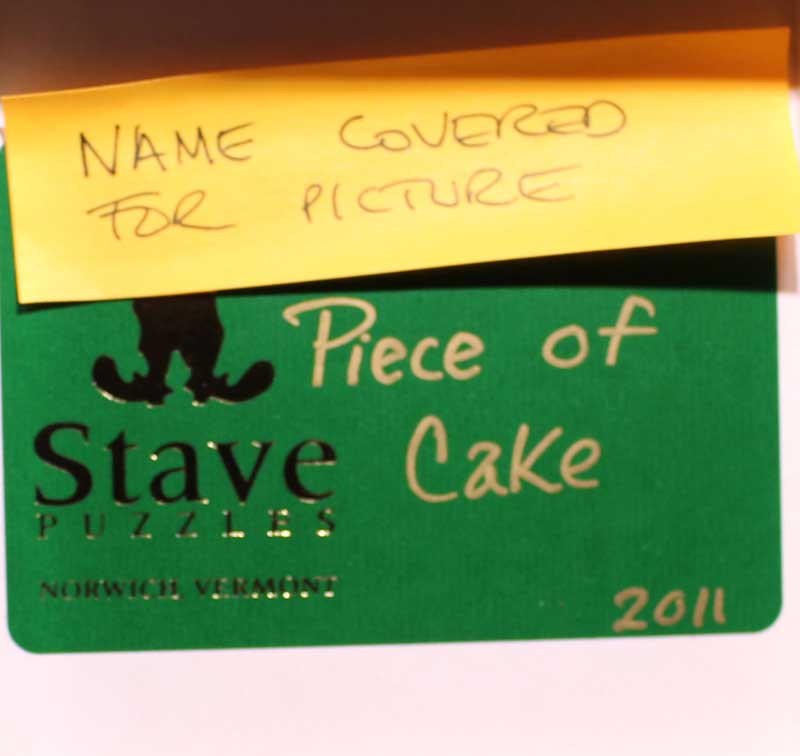 NAME COVERED
FOR PICTURE
Piece of
Cake
Stave
PUZZLES
NORWICH, VERMONT
2011